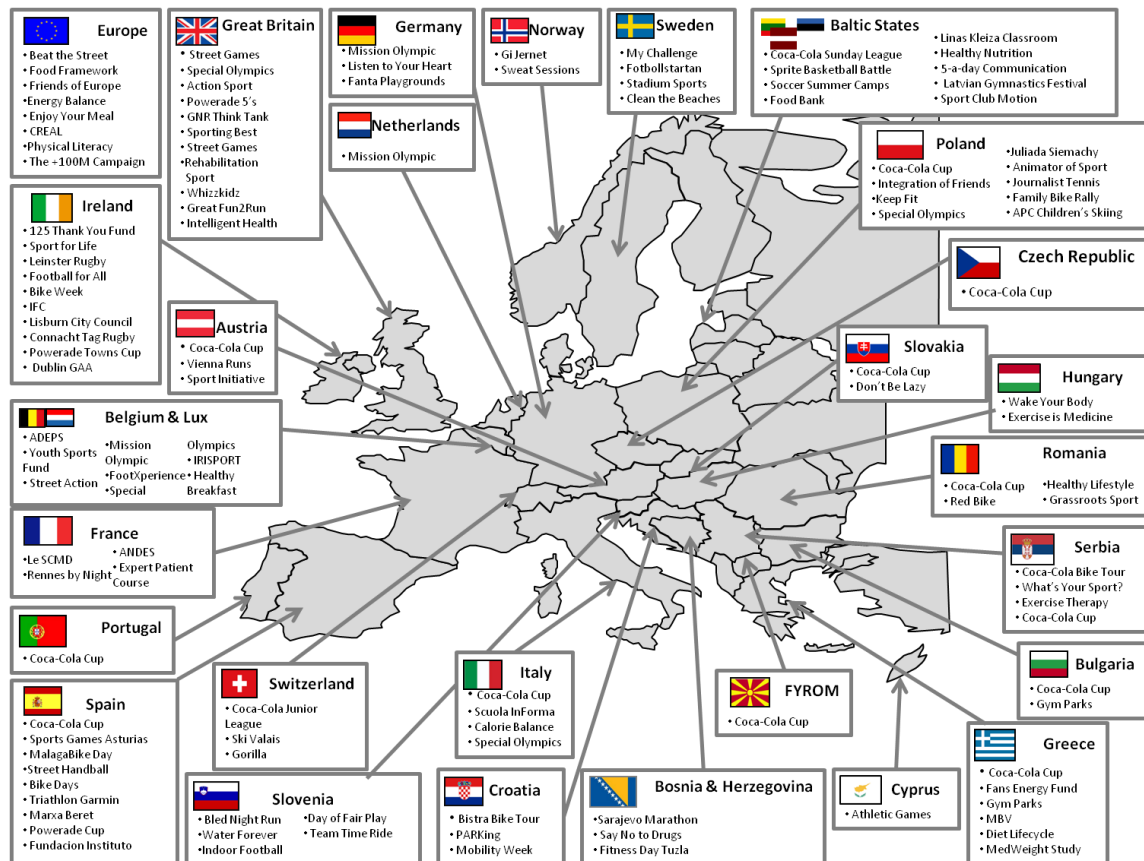 Europe
• Beat the Street
• Food Framework
• Friends of Europe
• Energy Balance
• Enjoy Your Meal
• CREAL
• Physical Literacy
• The +100M Campaign
Great Britain
• Street Games
• Special Olympics
• Action Sport
• Powerade 5's
• GNR Think Tank
• Sporting Best
• Street Games
•Rehabilitation
Sport
• Whizzkidz
• Great Fun2Run
• Intelligent Health
Germany
• Mission Olympic
• Listen to Your Heart
• Fanta Playgrounds
Norway
• Gi Jernet
• Sweat Sessions
Sweden
• My Challenge
• Fotbollstartan
• Stadium Sports
• Clean the Beaches
Baltic States
• Coca-Cola Sunday League
• Sprite Basketball Battle
• Soccer Summer Camps
• Food Bank
• Linas Kleiza Classroom
• Healthy Nutrition
• 5-a-day Communication
• Latvian Gymnastics Festival
• Sport Club Motion
Netherlands
• Mission Olympic
Poland
• Coca-Cola Cup
• Integration of Friends
•Keep Fit
• Special Olympics
•Juliada Siemachy
• Animator of Sport
• Journalist Tennis
• Family Bike Rally
• APC Children's Skiing
Ireland
• 125 Thank You Fund
• Sport for Life
• Leinster Rugby
• Football for All
• Bike Week
• IFC
• Lisburn City Council
• Connacht Tag Rugby
• Powerade Towns Cup
• Dublin GAA
Czech Republic
• Coca-Cola Cup
Austria
• Coca-Cola Cup
• Vienna Runs
• Sport Initiative
Slovakia
• Coca-Cola Cup
• Don't Be Lazy
Hungary
• Wake Your Body
• Exercise is Medicine
Belgium & Lux
• ADEPS
• Youth Sports
Fund
• Street Action
•Mission
Olympic
•FootXperience
•Special
Olympics
• IRISPORT
• Healthy
Breakfast
Romania
• Coca-Cola Cup
• Red Bike
•Healthy Lifestyle
• Grassroots Sport
France
•Le SCMD
•Rennes by Night
• ANDES
• Expert Patient
Course
Serbia
• Coca-Cola Bike Tour
• What's Your Sport?
• Exercise Therapy
• Coca-Cola Cup
Portugal
• Coca-Cola Cup
Bulgaria
• Coca-Cola Cup
• Gym Parks
Switzerland
• Coca-Cola Junior
League
• Ski Valais
• Gorilla
Italy
• Coca-Cola Cup
• Scuola InForma
• Calorie Balance
• Special Olympics
FYROM
• Coca-Cola Cup
Spain
• Coca-Cola Cup
• Sports Games Asturias
• MalagaBike Day
•Street Handball
• Bike Days
• Triathlon Garmin
• Marxa Beret
• Powerade Cup
• Fundacion Instituto
Slovenia
• Bled Night Run
• Water Forever
• Indoor Football
•Day of Fair Play
• Team Time Ride
Croatia
• Bistra Bike Tour
• PARKing
• Mobility Week
Bosnia & Herzegovina
•Sarajevo Marathon
• Say No to Drugs
• Fitness Day Tuzla
Cyprus
• Athletic Games
Greece
• Coca-Cola Cup
• Fans Energy Fund
• Gym Parks
• MBV
• Diet Lifecycle
• MedWeight Study